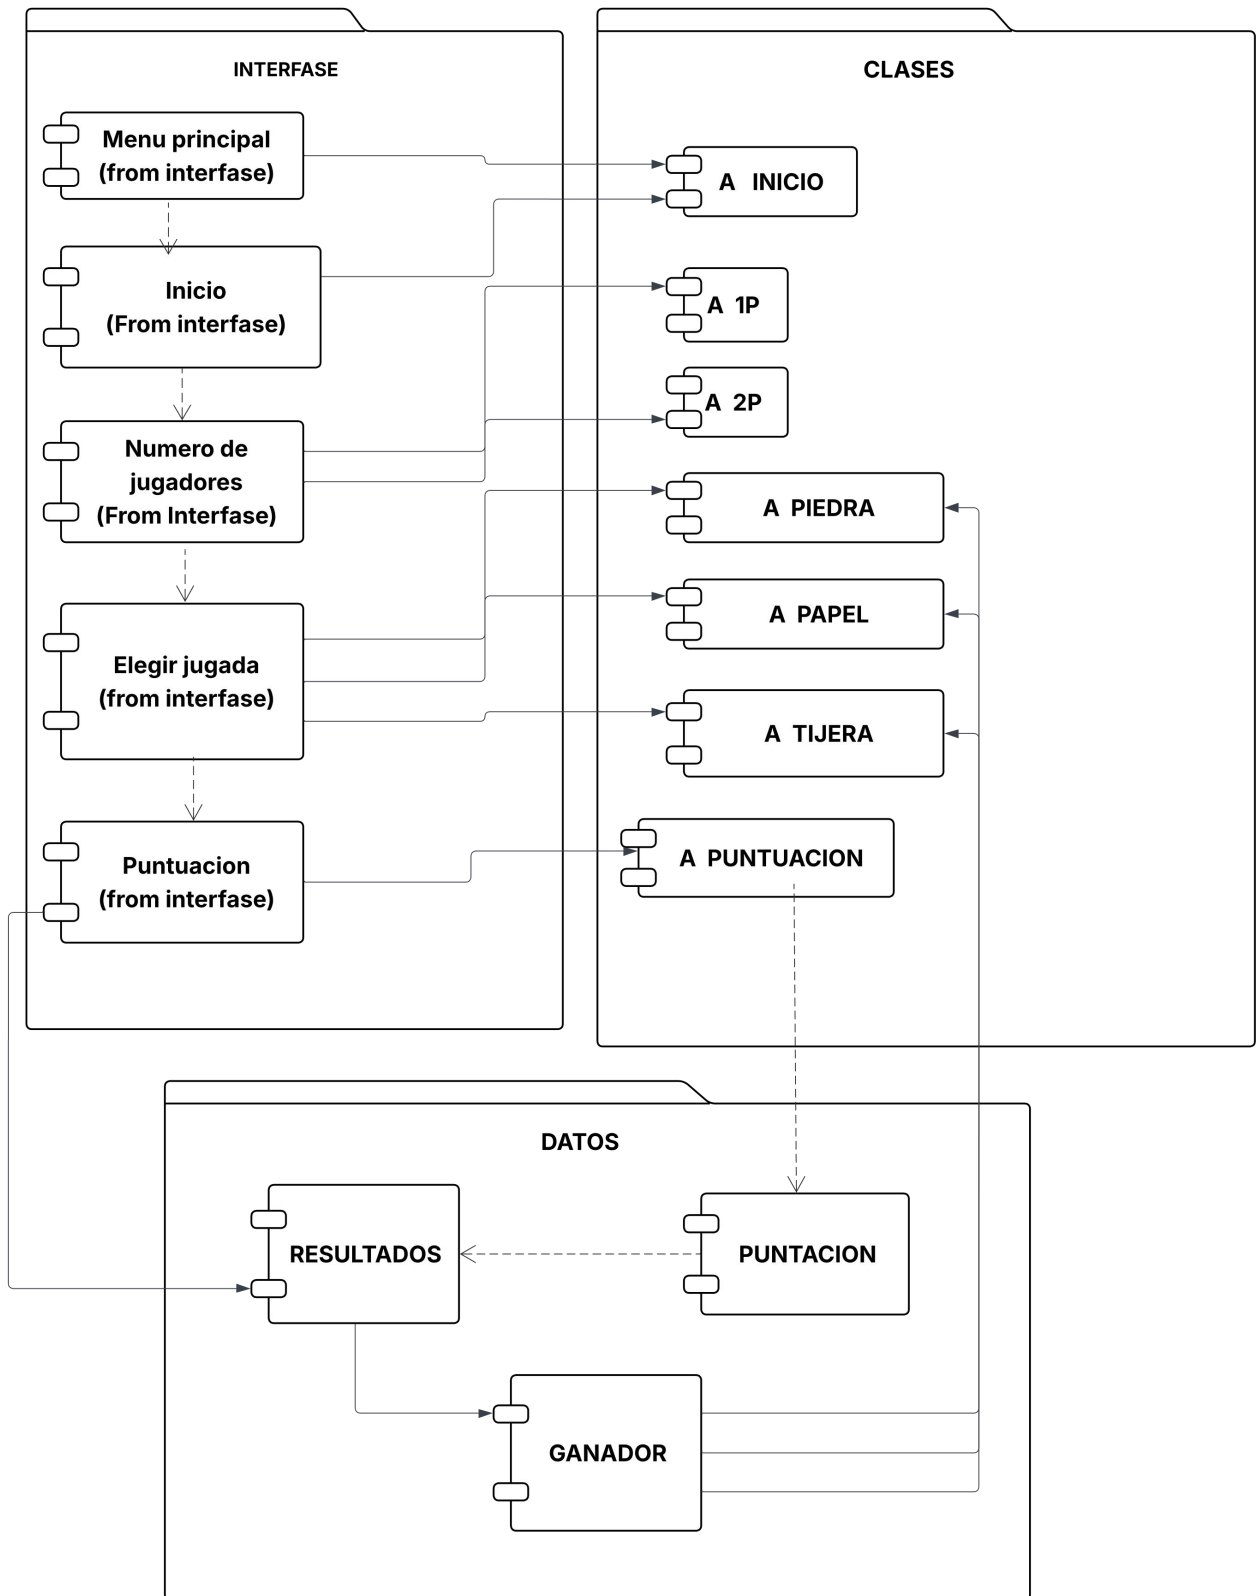 INTERFASE
Menu principal
(from interfase)
Inicio
(From interfase)
Numero de
jugadores
(From Interfase)
Elegir jugada
(from interfase)
Puntuacion
(from interfase)
CLASES
A INICIO
A 1P
A 2P
A PIEDRA
A PAPEL
A TIJERA
A PUNTUACION
DATOS
RESULTADOS
PUNTACION
GANADOR